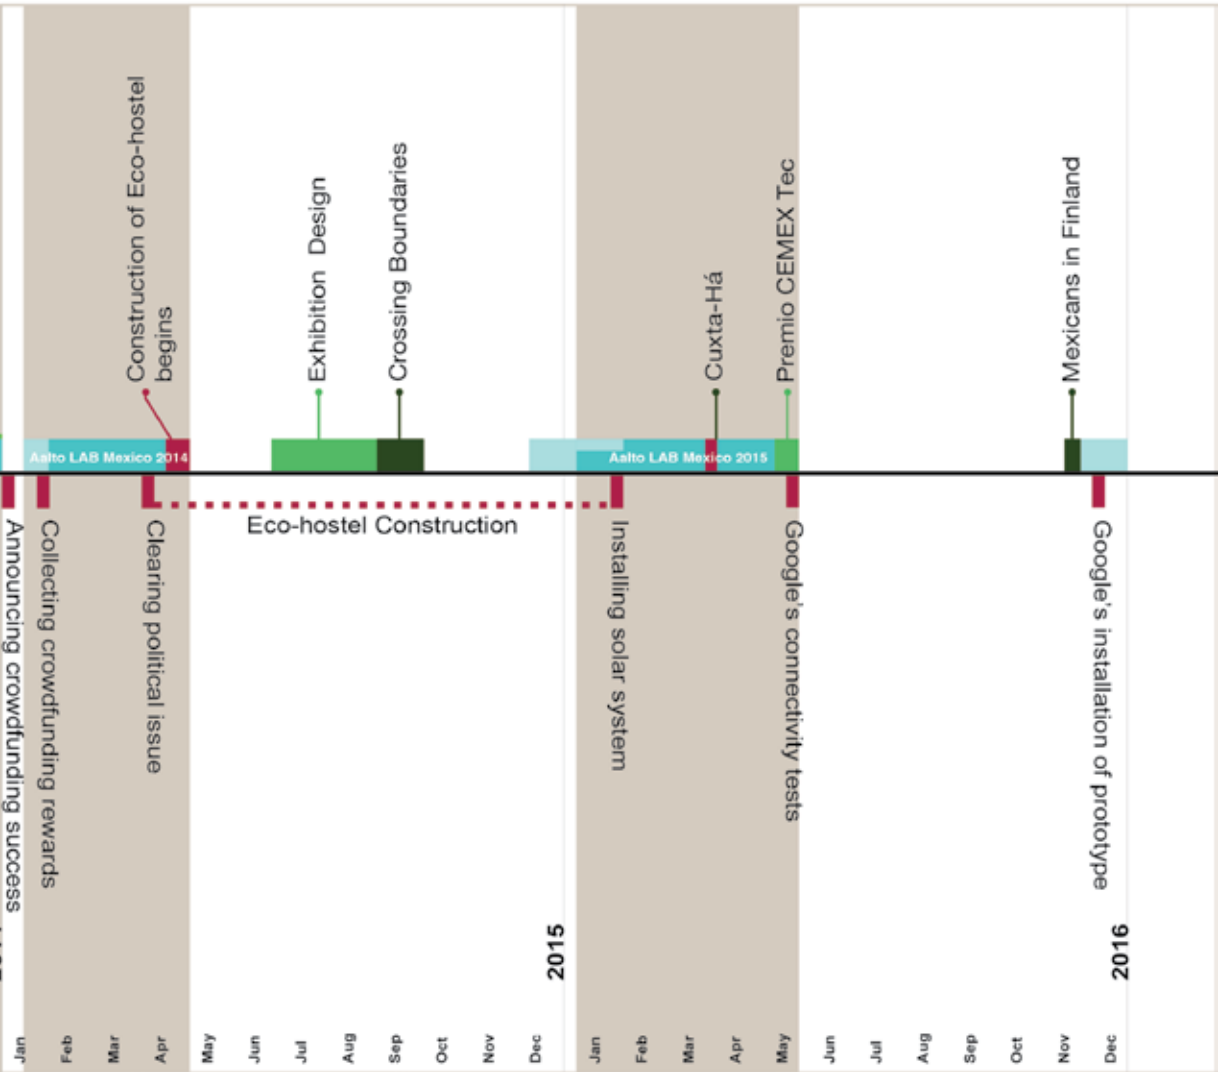 Construction of Eco-hostel
begins
Exhibition  Design
Crossing Boundaries
Cuxta-Há
Premio CEMEX Tec
Mexicans in Finland
Aalto LAB Mexico 2014
Aalto LAB Mexico 2015
Eco-hostel Construction
Announcing crowdfunding success
Collecting crowdfunding rewards
Clearing political issue
Installing solar system
Google's connectivity tests
Google's installation of prototype
2015
2016
Jan
Feb
Mar
Apr
May
Jun
Jul
Aug
Sep
Oct
Nov
Dec
Jan
Feb
Mar
Apr
May
Jun
Jul
Aug
Sep
Oct
Nov
Dec